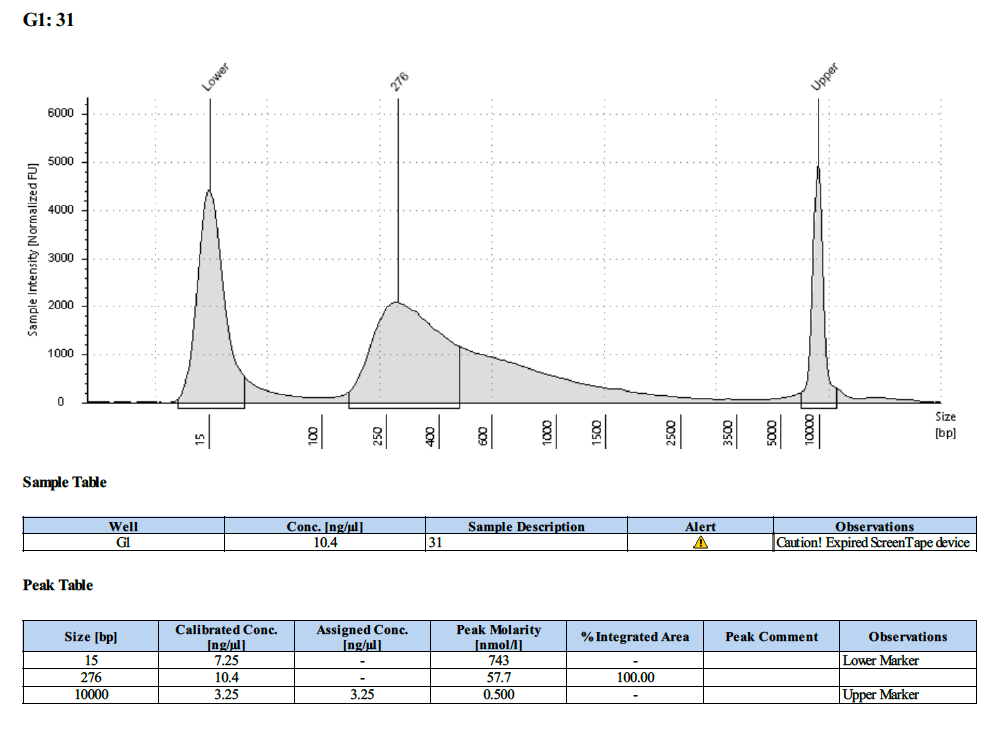 G1: 31
Lower
276
Upper
Sample Intensity [Normalized FU]
6000
5000
4000
3000
2000
1000
0
15
100
250
400
600
1000
1500
2500
3500
5000
10000
Size
[bp]
Sample Table
Well Conc. [ng/µl] Sample Description Alert Observations
G1 10.4 31 Caution! Expired ScreenTape device
Peak Table
Size [bp] Calibrated Conc. [ng/µl] Assigned Conc. [ng/µl] Peak Molarity [nmol/l] % Integrated Area Peak Comment Observations
15 7.25 - 743 - Lower Marker
276 10.4 - 57.7 100.00
10000 3.25 3.25 0.500 - Upper Marker